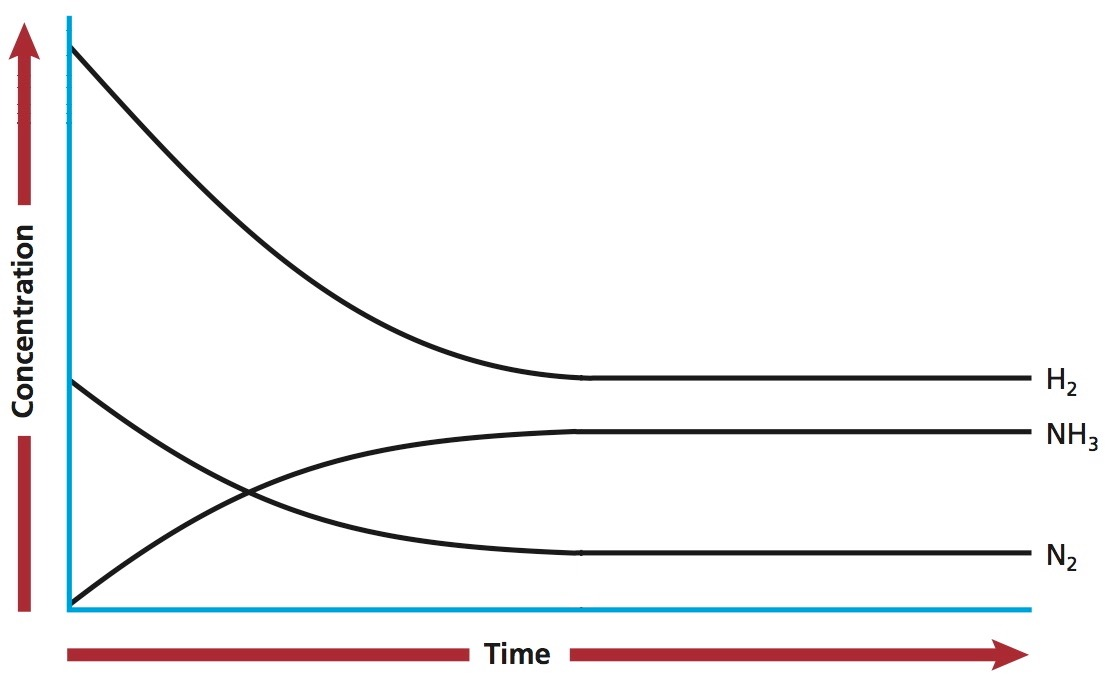 Concentration
H₂
NH₃
N₂
Time